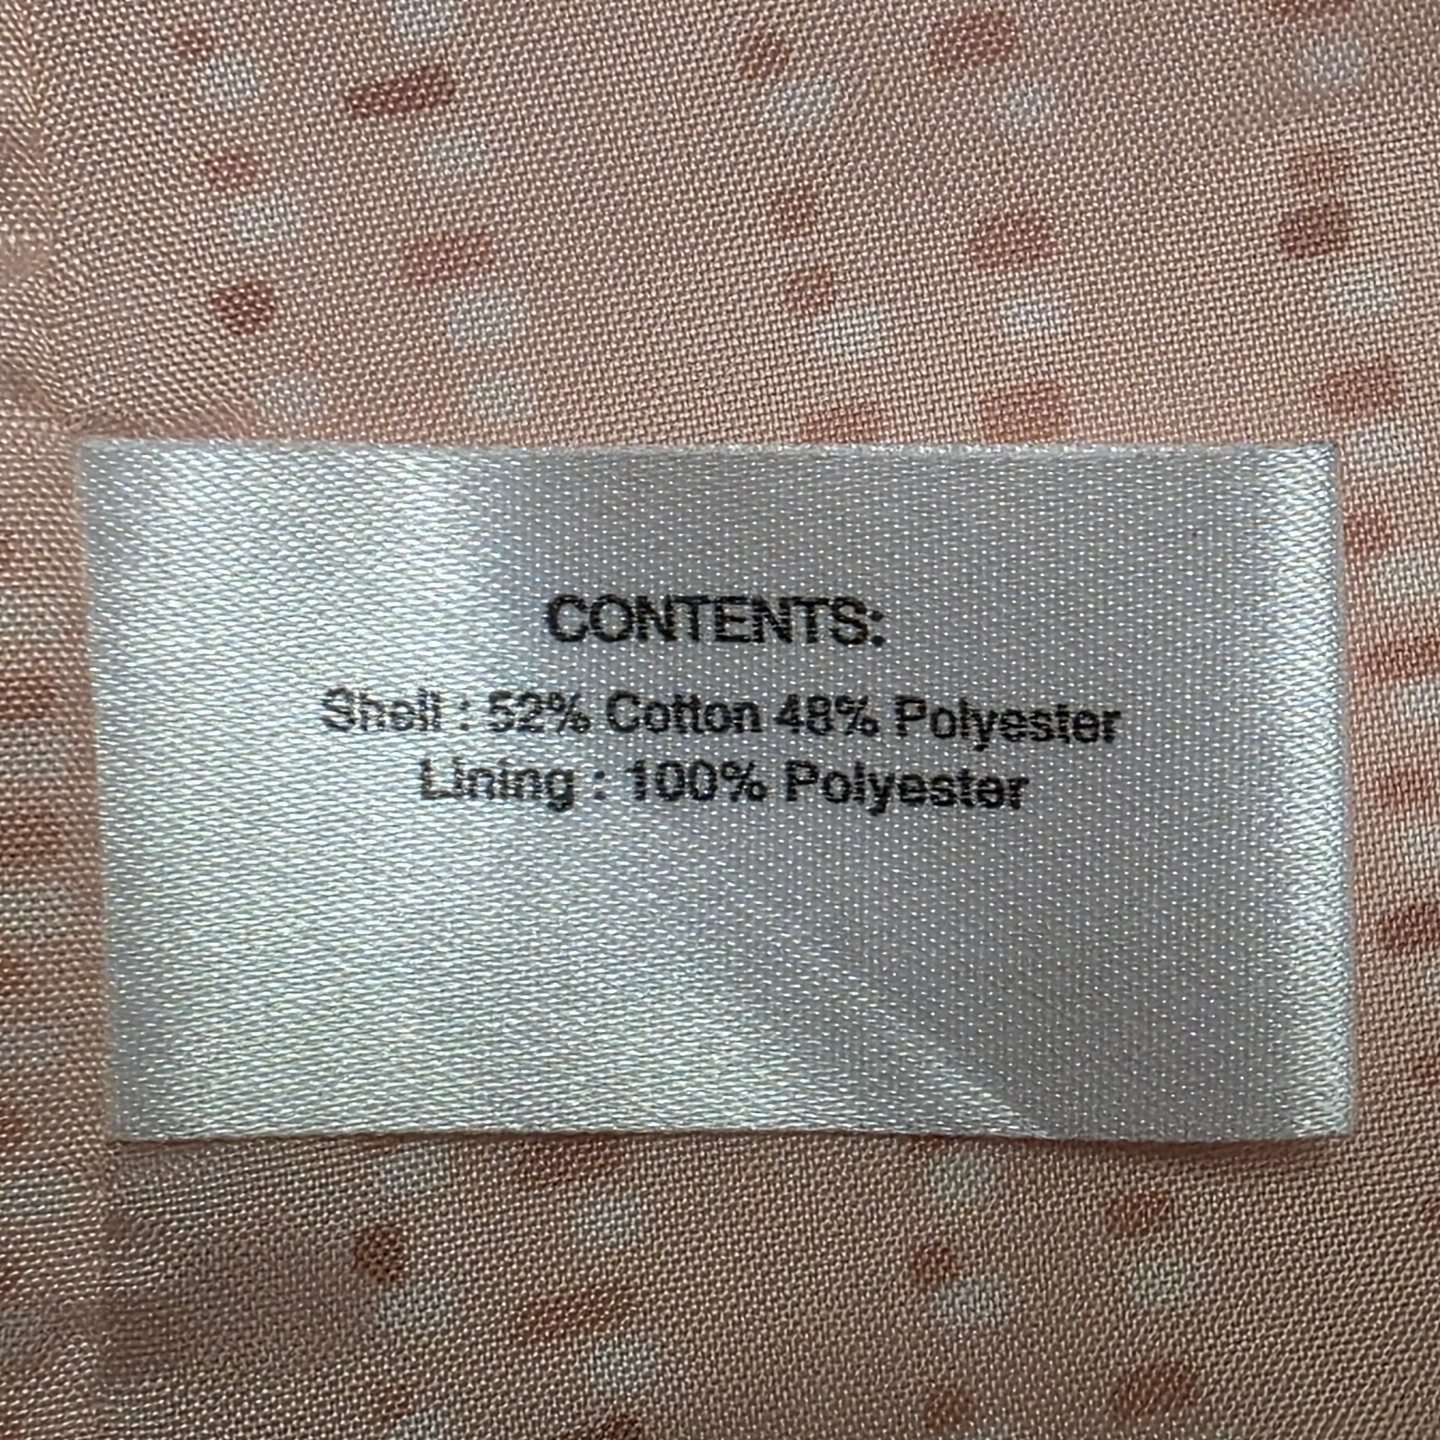 CONTENTS:
Shell : 52% Cotton 48% Polyester
Lining : 100% Polyester